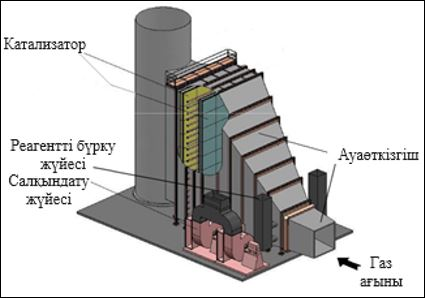 Катализатор
Реагентті бүрку
жүйесі
Салқындату
жүйесі
Ауаөткізгіш
Газ
ағыны